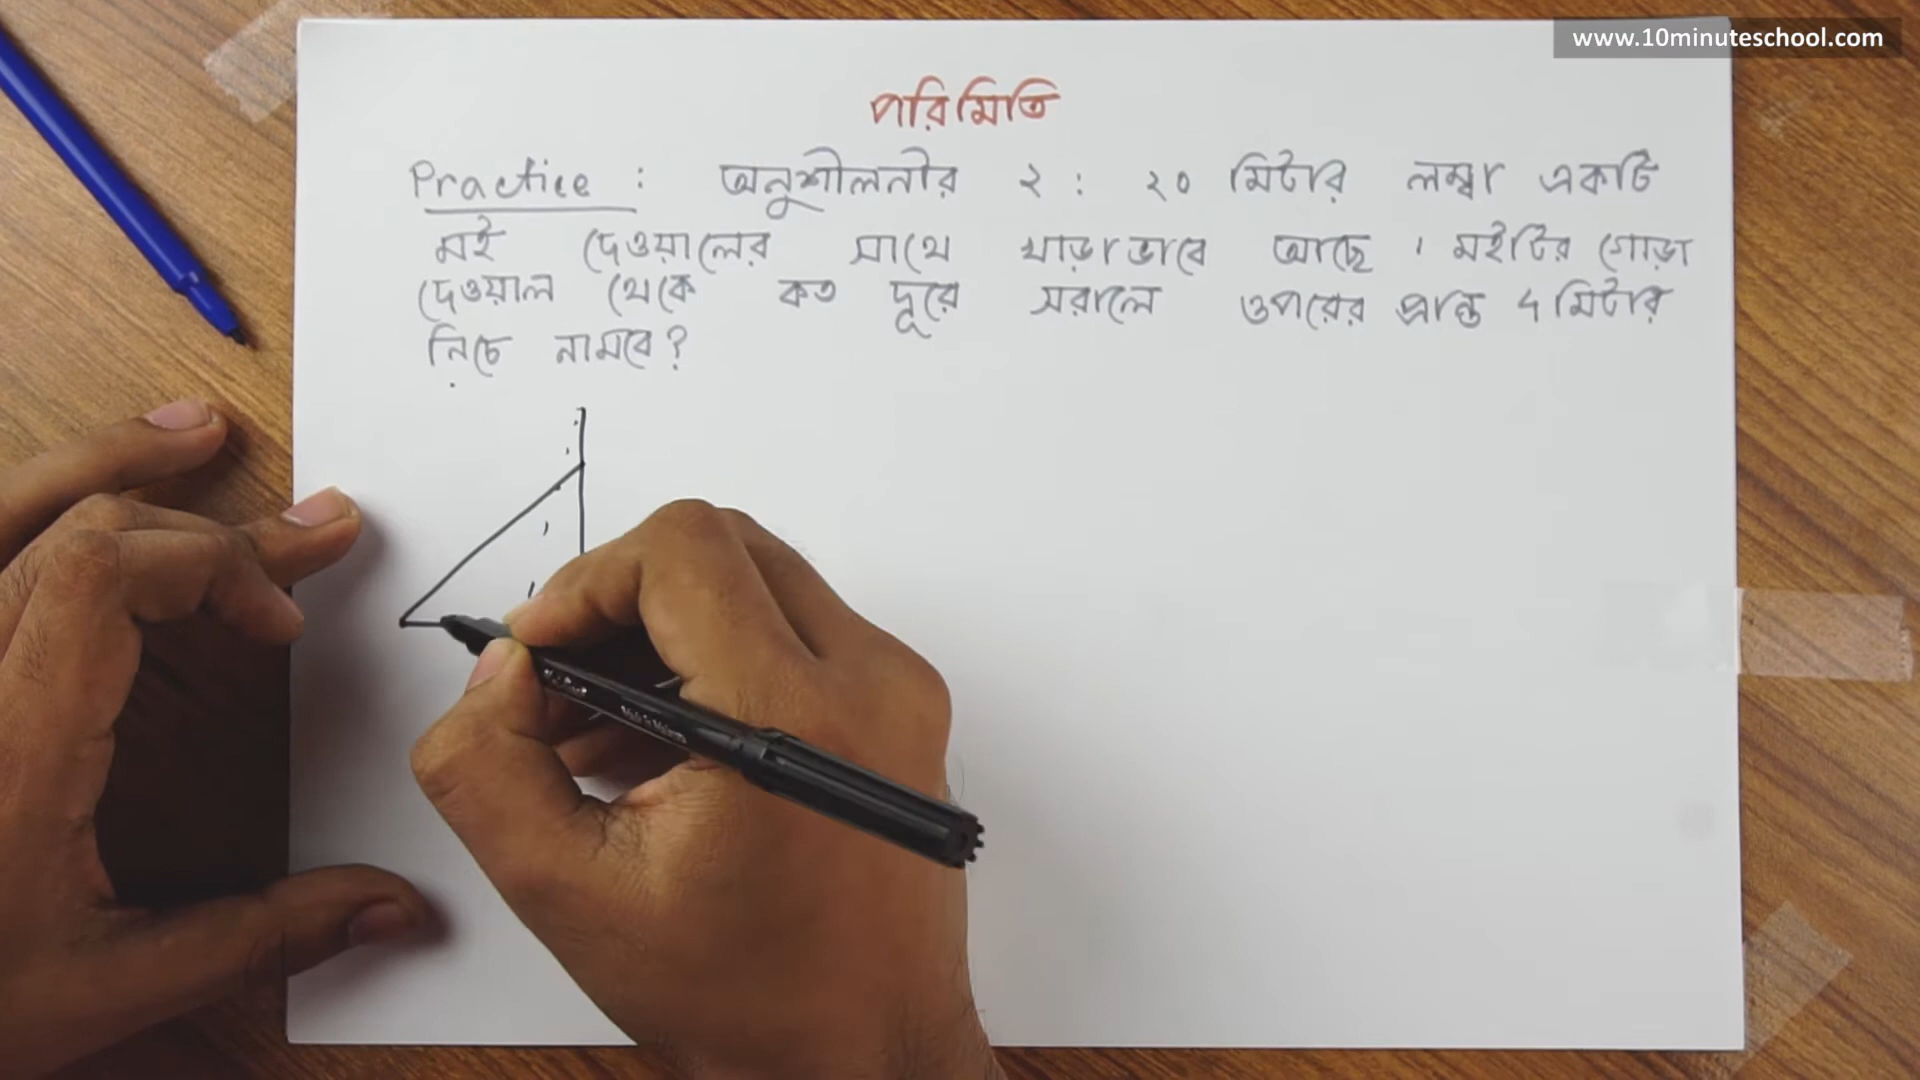 www.10minuteschool.com
পরিমিতি
Practice : অনুশীলনীর ২ : ২০ মিটার লম্বা একটি
মই দেওয়ালের সাথে খাড়াভাবে আছে । মইটির গোড়া
দেওয়াল থেকে কত দূরে সরালে ওপরের প্রান্ত 4 মিটার
নিচে নামবে?